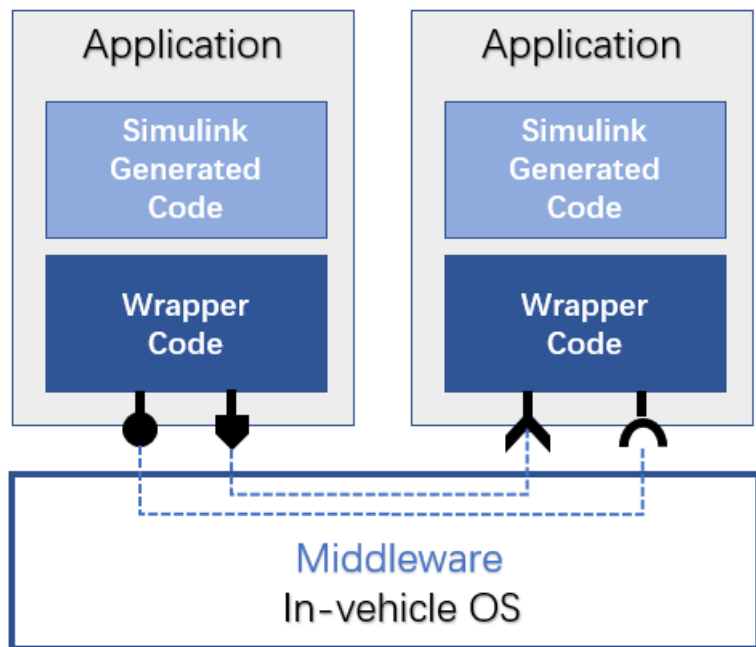 Application
Simulink
Generated
Code
Wrapper
Code
Application
Simulink
Generated
Code
Wrapper
Code
Middleware
In-vehicle OS